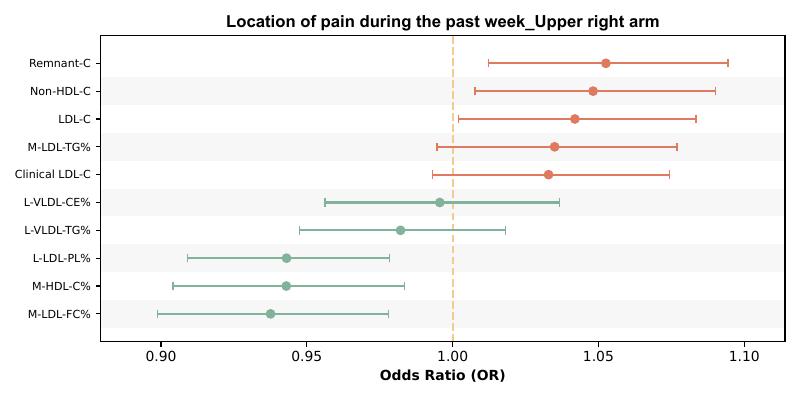 Location of pain during the past week_Upper right arm
Remnant-C
Non-HDL-C
LDL-C
M-LDL-TG%
Clinical LDL-C
L-VLDL-CE%
L-VLDL-TG%
L-LDL-PL%
M-HDL-C%
M-LDL-FC%
0.90 0.95 1.00 1.05 1.10
Odds Ratio (OR)